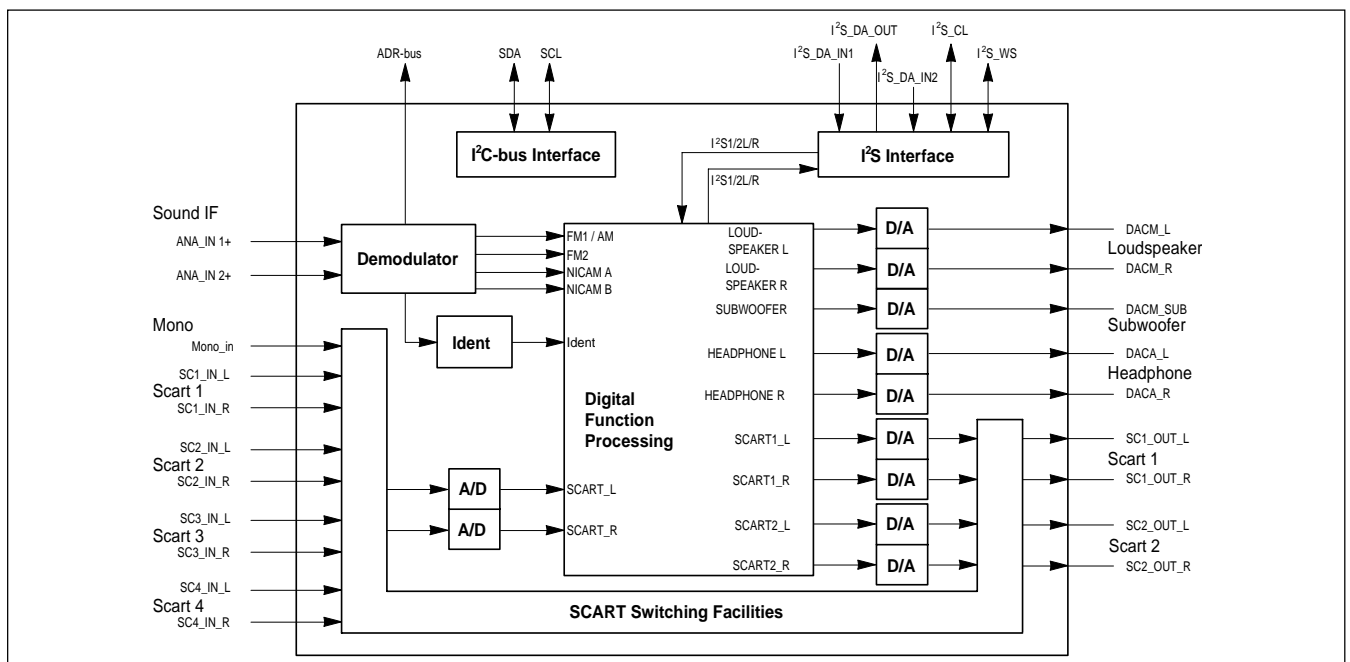 ADR-bus
SDA
SCL
I²S_DA_IN1
I²S_DA_OUT
I²S_DA_IN2
I²S_CL
I²S_WS
I²C-bus Interface
I²S Interface
I²S1/2L/R
I²S1/2L/R
Sound IF
ANA_IN 1+
ANA_IN 2+
Demodulator
FM1 / AM
FM2
NICAM A
NICAM B
Ident
Ident
Mono
Mono_in
SC1_IN_L
Scart 1
SC1_IN_R
SC2_IN_L
Scart 2
SC2_IN_R
SC3_IN_L
Scart 3
SC3_IN_R
SC4_IN_L
Scart 4
SC4_IN_R
A/D
A/D
SCART_L
SCART_R
Digital
Function
Processing
LOUD-
SPEAKER L
LOUD-
SPEAKER R
SUBWOOFER
HEADPHONE L
HEADPHONE R
SCART1_L
SCART1_R
SCART2_L
SCART2_R
D/A
D/A
D/A
D/A
D/A
D/A
D/A
D/A
D/A
DACM_L
Loudspeaker
DACM_R
DACM_SUB
Subwoofer
DACA_L
Headphone
DACA_R
SC1_OUT_L
Scart 1
SC1_OUT_R
SC2_OUT_L
Scart 2
SC2_OUT_R
SCART Switching Facilities